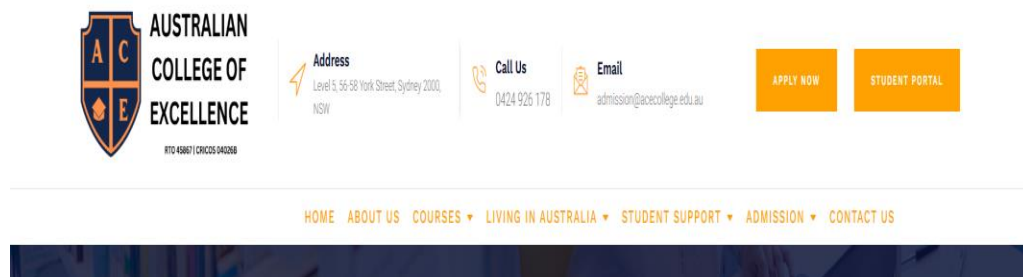 A C
E
AUSTRALIAN
COLLEGE OF
EXCELLENCE
RTO 45867 | CRICOS 04026B
Address
Level 5, 56-58 York Street, Sydney 2000,
NSW
Call Us
0424 926 178
Email
admission@acecollege.edu.au
APPLY NOW
STUDENT PORTAL
HOME ABOUT US COURSES ▾ LIVING IN AUSTRALIA ▾ STUDENT SUPPORT ▾ ADMISSION ▾ CONTACT US